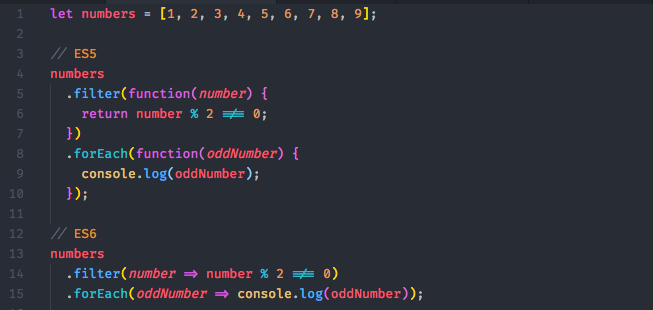 1 let numbers = [1, 2, 3, 4, 5, 6, 7, 8, 9];
2
3 // ES5
4 numbers
5   .filter(function(number) {
6     return number % 2 !== 0;
7   })
8   .forEach(function(oddNumber) {
9     console.log(oddNumber);
10   });
11
12 // ES6
13 numbers
14   .filter(number => number % 2 !== 0)
15   .forEach(oddNumber => console.log(oddNumber));